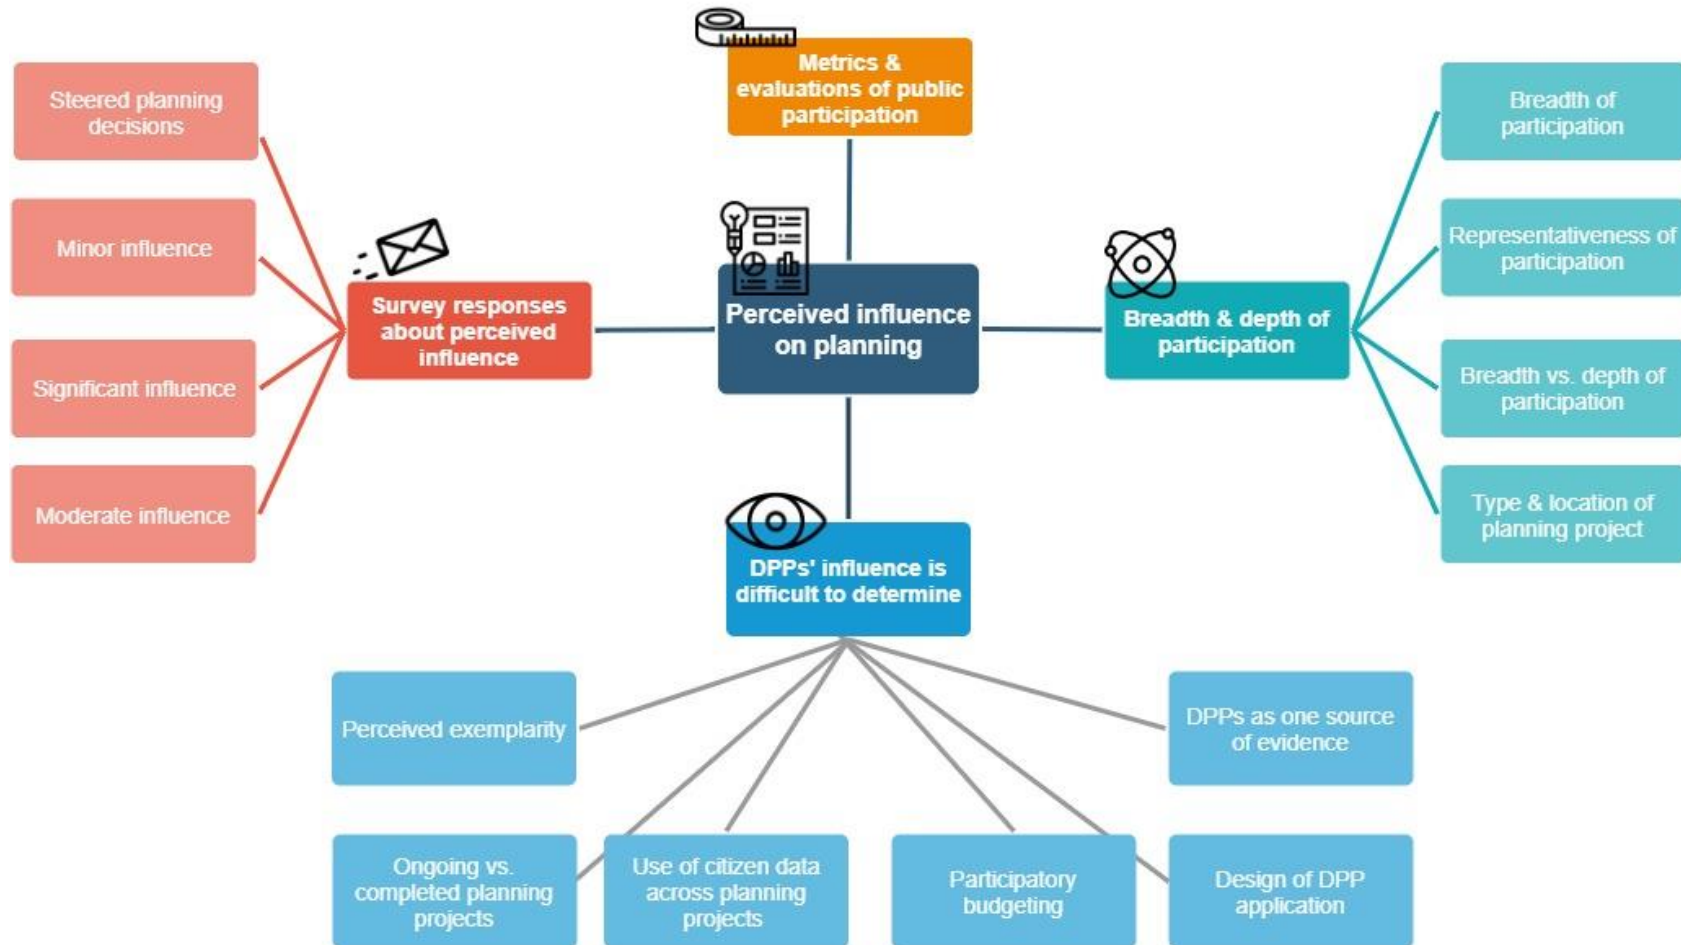 Metrics &
evaluations of public
participation
Steered planning
decisions
Minor influence
Significant influence
Moderate influence
Survey responses
about perceived
influence
Perceived influence
on planning
Breadth & depth of
participation
Breadth of
participation
Representativeness of
participation
Breadth vs. depth of
participation
Type & location of
planning project
DPPs' influence is
difficult to determine
Perceived exemplarity
DPPs as one source
of evidence
Ongoing vs.
completed planning
projects
Use of citizen data
across planning
projects
Participatory
budgeting
Design of DPP
application